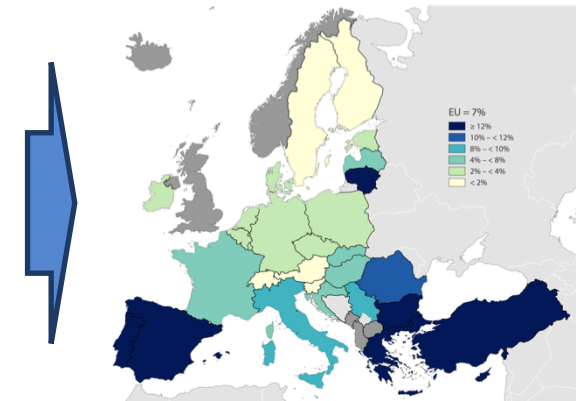 EU = 7%
≥ 12%
10% – < 12%
8% – < 10%
4% – < 8%
2% – < 4%
< 2%